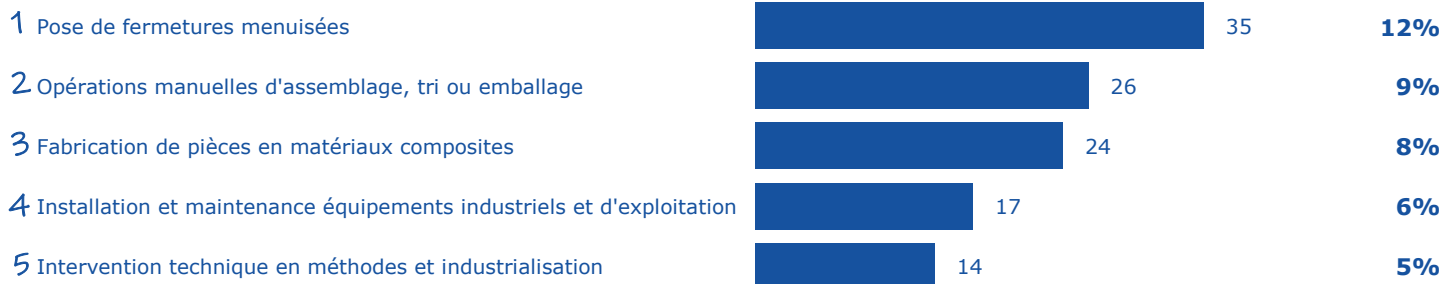 1 Pose de fermetures menuisées 35 12%
2 Opérations manuelles d'assemblage, tri ou emballage 26 9%
3 Fabrication de pièces en matériaux composites 24 8%
4 Installation et maintenance équipements industriels et d'exploitation 17 6%
5 Intervention technique en méthodes et industrialisation 14 5%